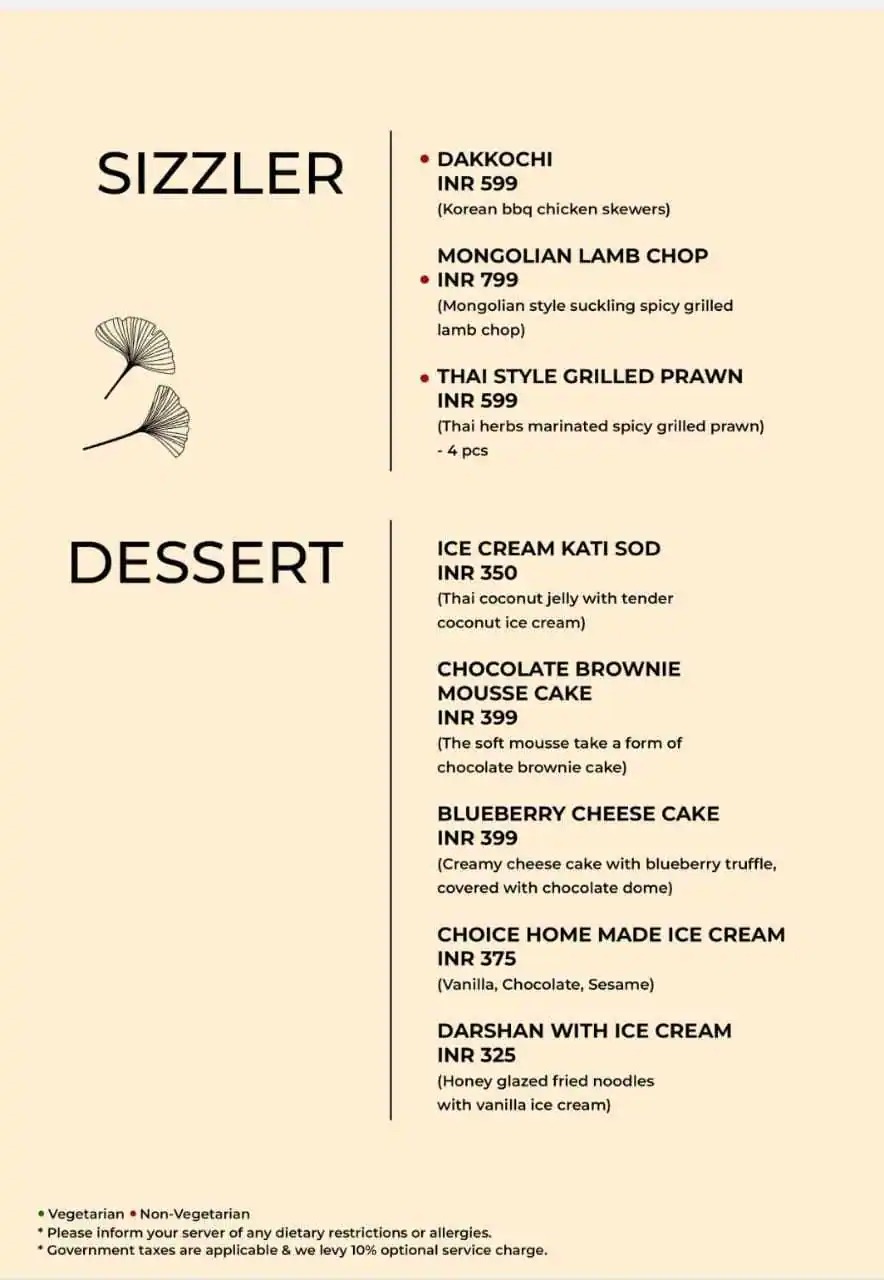 SIZZLER
DAKKOCHI
INR 599
(Korean bbq chicken skewers)
MONGOLIAN LAMB CHOP
INR 799
(Mongolian style suckling spicy grilled
lamb chop)
THAI STYLE GRILLED PRAWN
INR 599
(Thai herbs marinated spicy grilled prawn)
- 4 pcs
DESSERT
ICE CREAM KATI SOD
INR 350
(Thai coconut jelly with tender
coconut ice cream)
CHOCOLATE BROWNIE
MOUSSE CAKE
INR 399
(The soft mousse take a form of
chocolate brownie cake)
BLUEBERRY CHEESE CAKE
INR 399
(Creamy cheese cake with blueberry truffle,
covered with chocolate dome)
CHOICE HOME MADE ICE CREAM
INR 375
(Vanilla, Chocolate, Sesame)
DARSHAN WITH ICE CREAM
INR 325
(Honey glazed fried noodles
with vanilla ice cream)
• Vegetarian • Non-Vegetarian
* Please inform your server of any dietary restrictions or allergies.
* Government taxes are applicable & we levy 10% optional service charge.